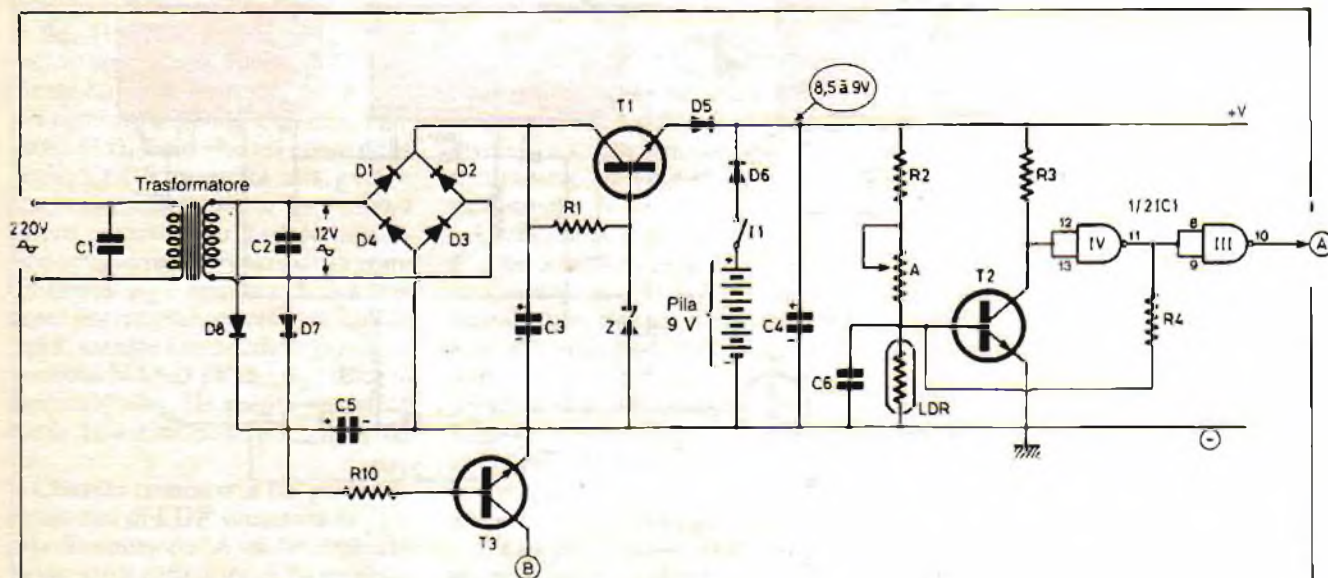 8,5 à 9V
T1
D5
+V
D1
D2
R2
R3
D6
Trasformatore
R1
1/2 IC1
I1
12
IV
11
8
III
10
A
13
9
220V
C1
C2
12V
D4
D3
A
T2
Pila
9 V
D8
D7
C3
Z
C4
R4
C6
LDR
C5
-
R10
T3
B